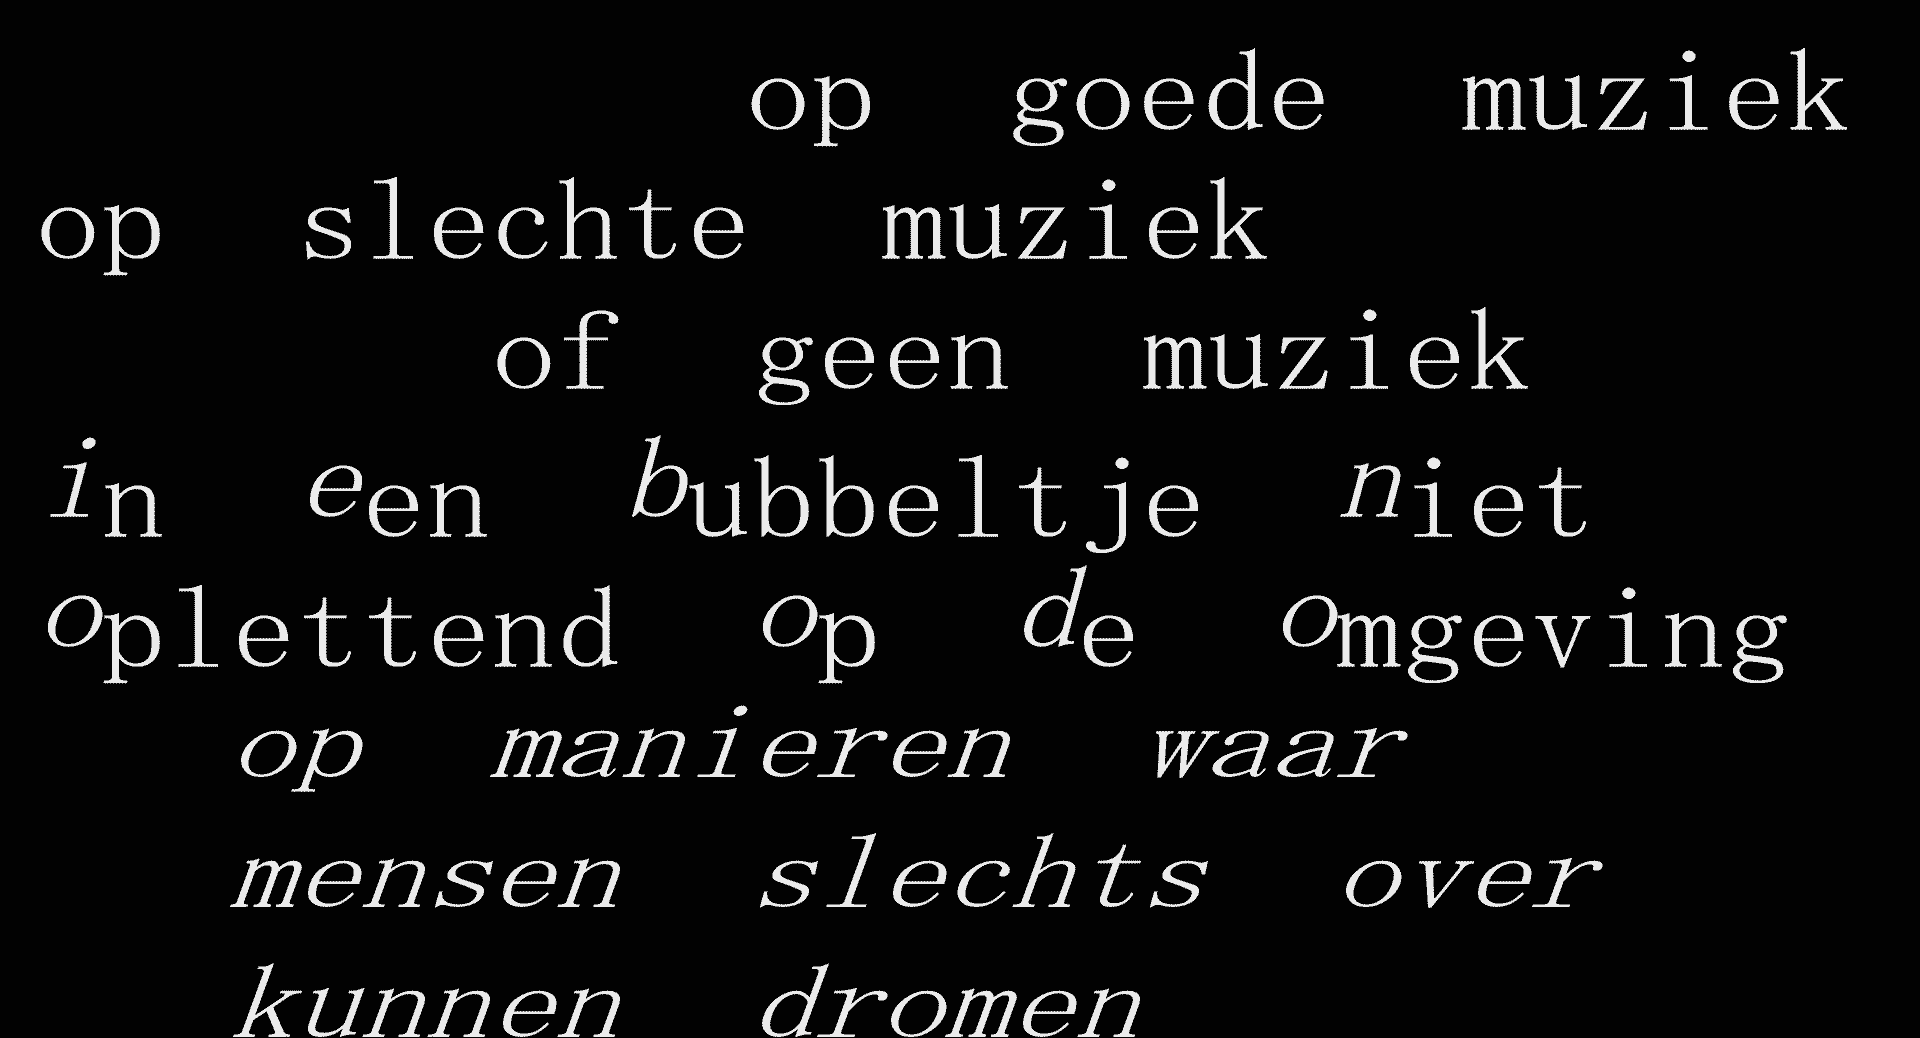 op goede muziek
op slechte muziek
of geen muziek
in een bubbeltje niet
oplettend op de omgeving
op manieren waar
mensen slechts over
kunnen dromen